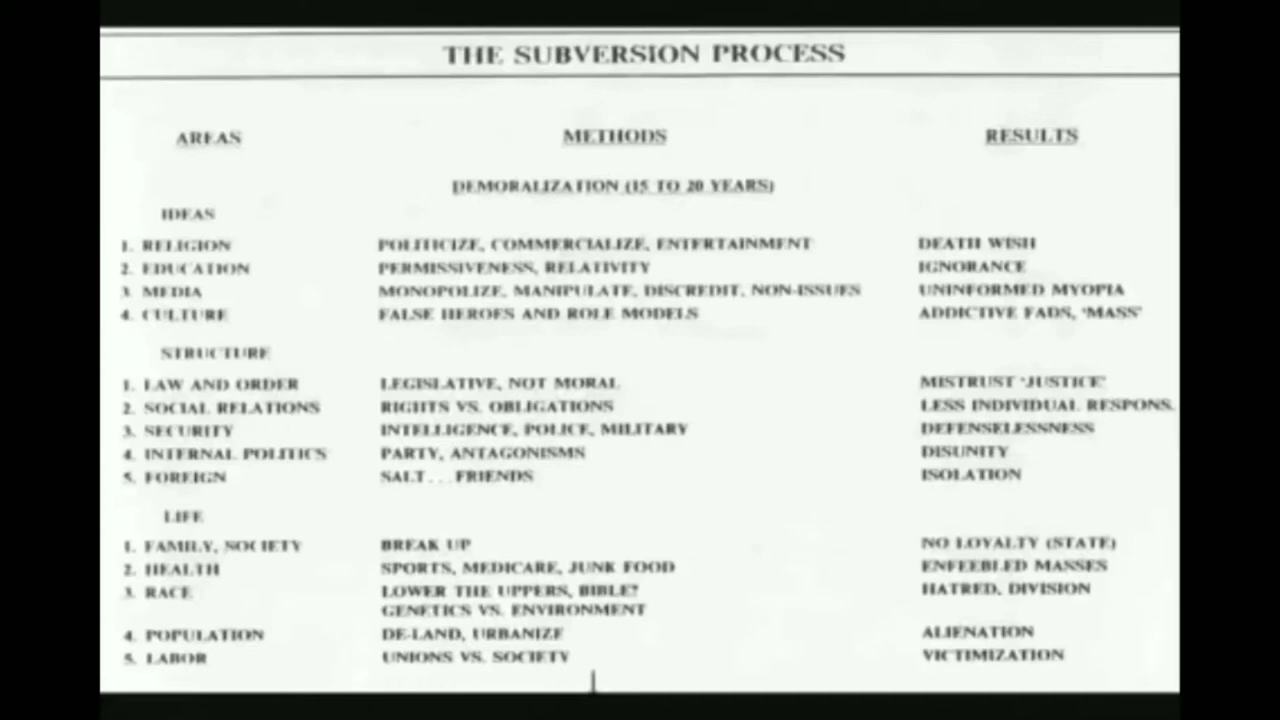 THE SUBVERSION PROCESS
AREAS METHODS RESULTS
DEMORALIZATION (15 TO 20 YEARS)
IDEAS
1. RELIGION POLITICIZE, COMMERCIALIZE, ENTERTAINMENT DEATH WISH
2. EDUCATION PERMISSIVENESS, RELATIVITY IGNORANCE
3. MEDIA MONOPOLIZE, MANIPULATE, DISCREDIT, NON-ISSUES UNINFORMED MYOPIA
4. CULTURE FALSE HEROES AND ROLE MODELS ADDICTIVE FADS, 'MASS'
STRUCTURE
1. LAW AND ORDER LEGISLATIVE, NOT MORAL MISTRUST 'JUSTICE'
2. SOCIAL RELATIONS RIGHTS VS. OBLIGATIONS LESS INDIVIDUAL RESPONS.
3. SECURITY INTELLIGENCE, POLICE, MILITARY DEFENSELESSNESS
4. INTERNAL POLITICS PARTY, ANTAGONISMS DISUNITY
5. FOREIGN SALT . . . FRIENDS ISOLATION
LIFE
1. FAMILY, SOCIETY BREAK UP NO LOYALTY (STATE)
2. HEALTH SPORTS, MEDICARE, JUNK FOOD ENFEEBLED MASSES
3. RACE LOWER THE UPPERS, BIBLE? HATRED, DIVISION
GENETICS VS. ENVIRONMENT
4. POPULATION DE-LAND, URBANIZE ALIENATION
5. LABOR UNIONS VS. SOCIETY VICTIMIZATION